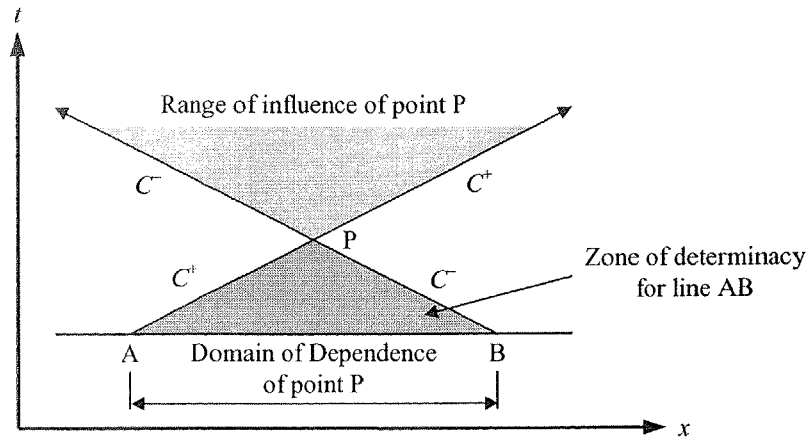 t
Range of influence of point P
C⁻
C⁺
P
C⁺
C⁻
Zone of determinacy
for line AB
A
Domain of Dependence
B
of point P
x